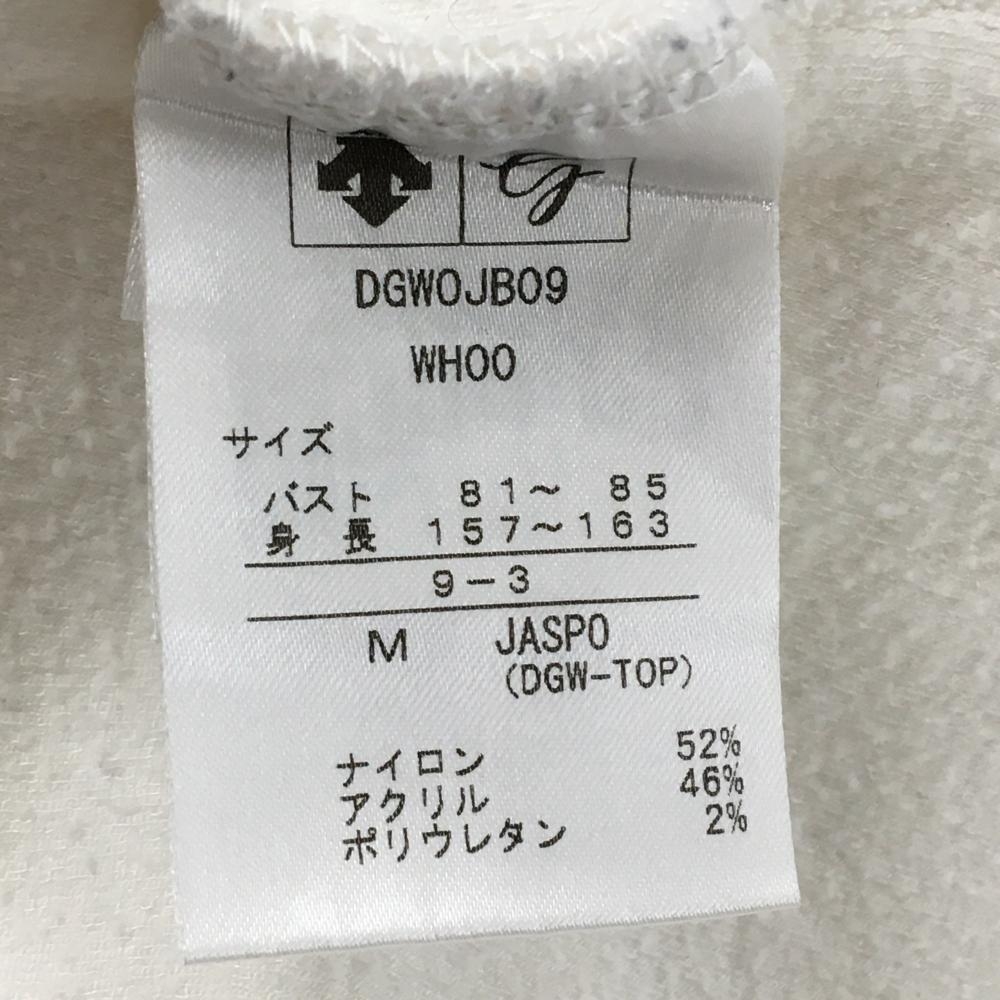 G
DGWOJB09
WH00
サイズ
バスト 81～ 85
身 長 157～163
9－3
M JASPO
(DGW-TOP)
ナイロン 52%
アクリル 46%
ポリウレタン 2%